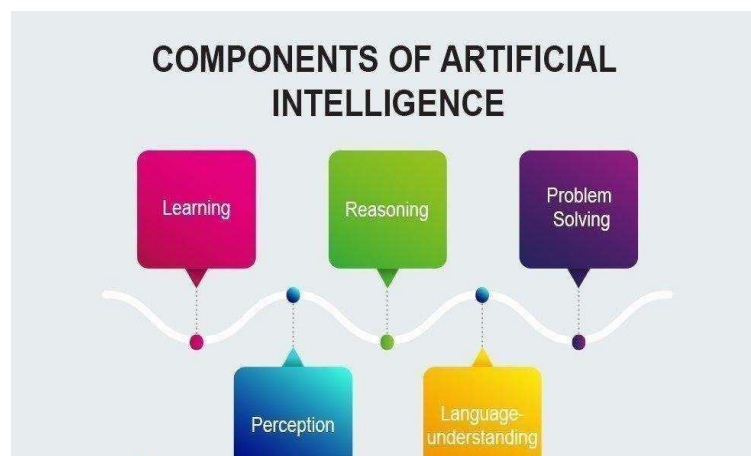 COMPONENTS OF ARTIFICIAL
INTELLIGENCE
Learning
Reasoning
Problem
Solving
Perception
Language-
understanding